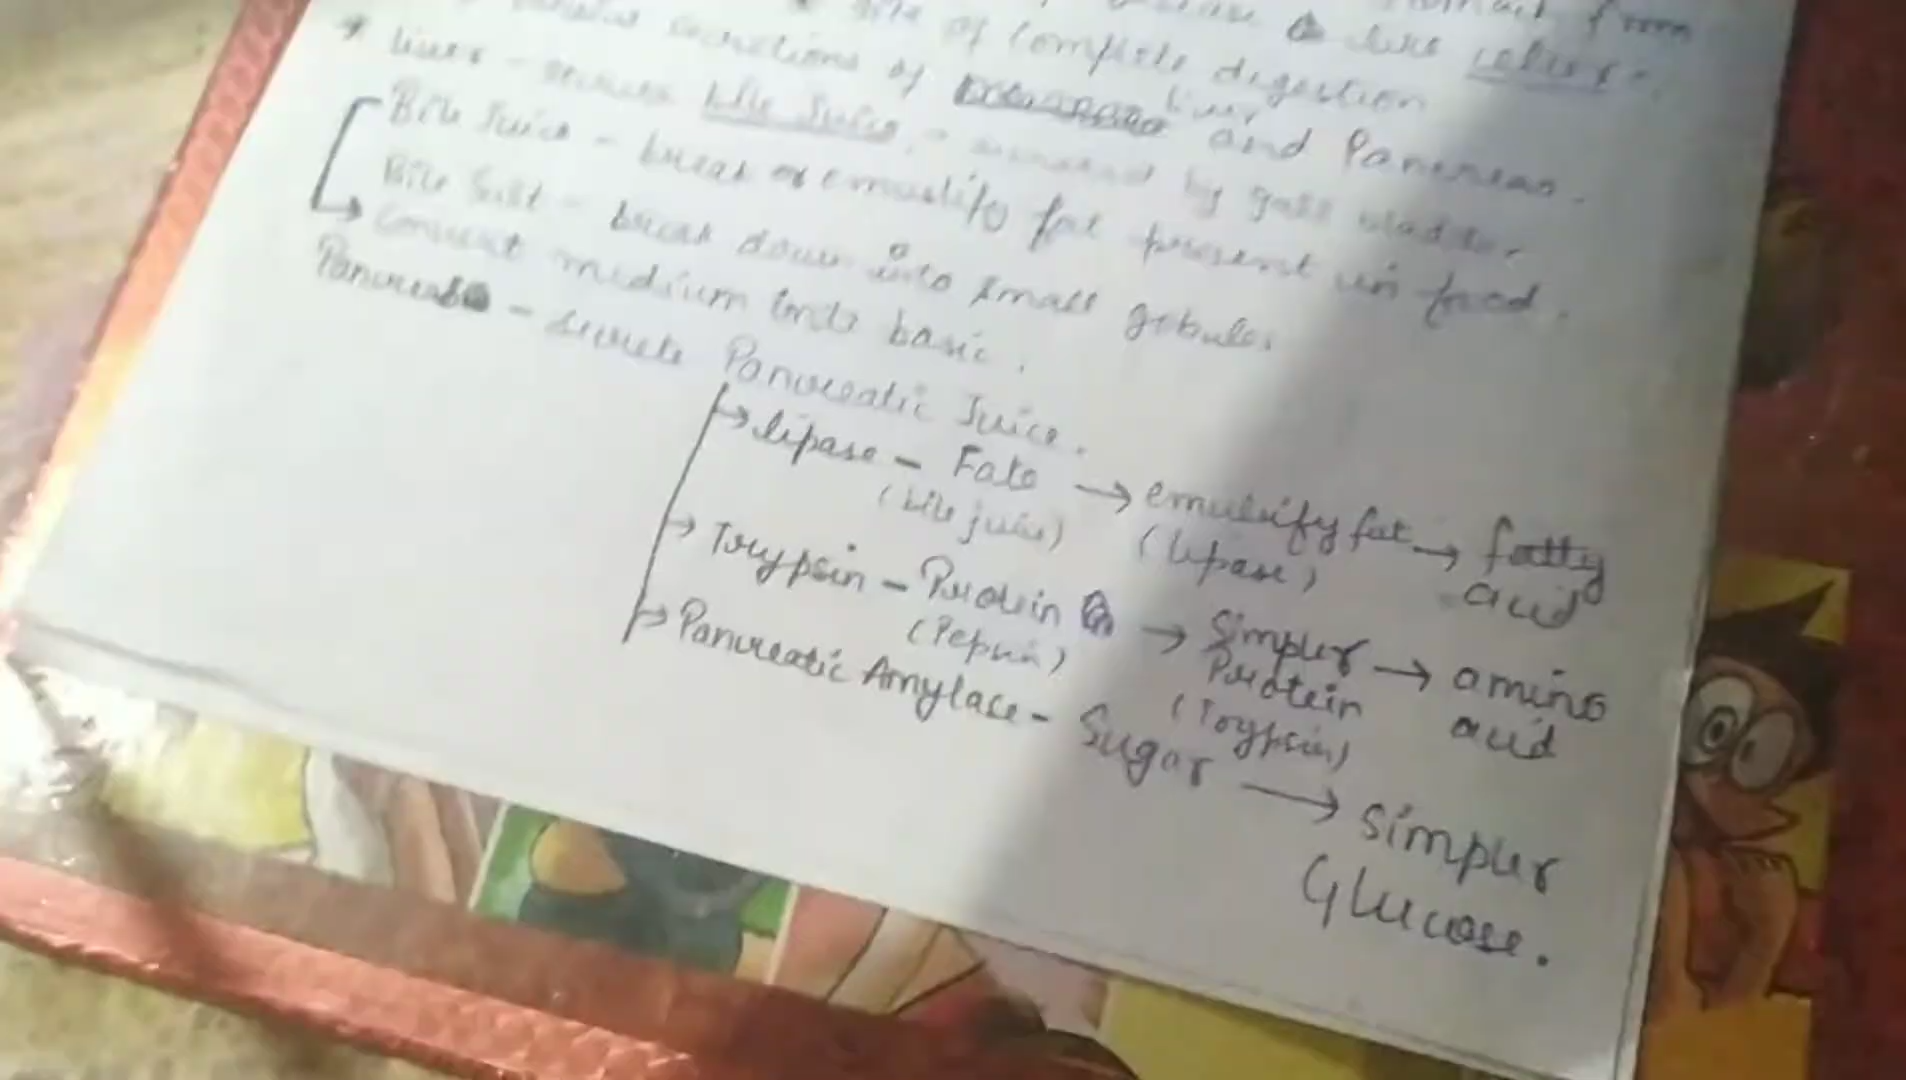 from
site of complete digestion
secretions of liver and Pancreas.
* liver - secretes bile juice, - by gall bladder.
Bile juice - break or emulsify fat present in food.
Bile salt - break down into small gobules
convert medium into basic.
Pancreas - secrete Pancreatic Juice.
lipase - Fats → emulsify fat → fatty acid
(bile juice) (lipase)
Trypsin - Protein → Simpler Protein → amino acid
(Pepsin) (Trypsin)
Pancreatic Amylase - Sugar → simpler
Glucose.